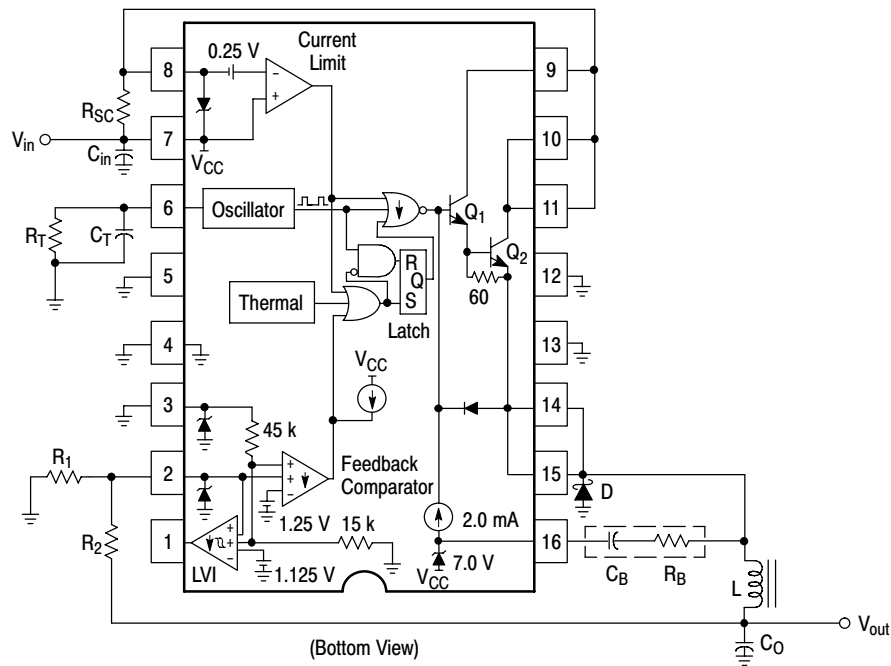 0.25 V
Current
Limit
8
9
R_SC
V_in
7
C_in
V_CC
10
6
Oscillator
Q_1
11
R_T
C_T
Q_2
R
Q
S
5
60
12
Thermal
Latch
4
V_CC
13
3
14
45 k
R_1
2
Feedback
Comparator
15
D
1.25 V
2.0 mA
R_2
1
15 k
16
LVI
1.125 V
7.0 V
V_CC
C_B
R_B
L
V_out
(Bottom View)
C_O